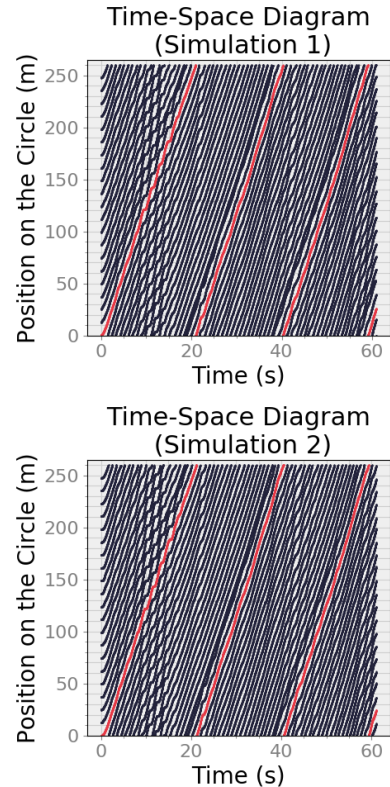 Time-Space Diagram
(Simulation 1)
Position on the Circle (m)
250
200
150
100
50
0
0 20 40 60
Time (s)
Time-Space Diagram
(Simulation 2)
Position on the Circle (m)
250
200
150
100
50
0
0 20 40 60
Time (s)